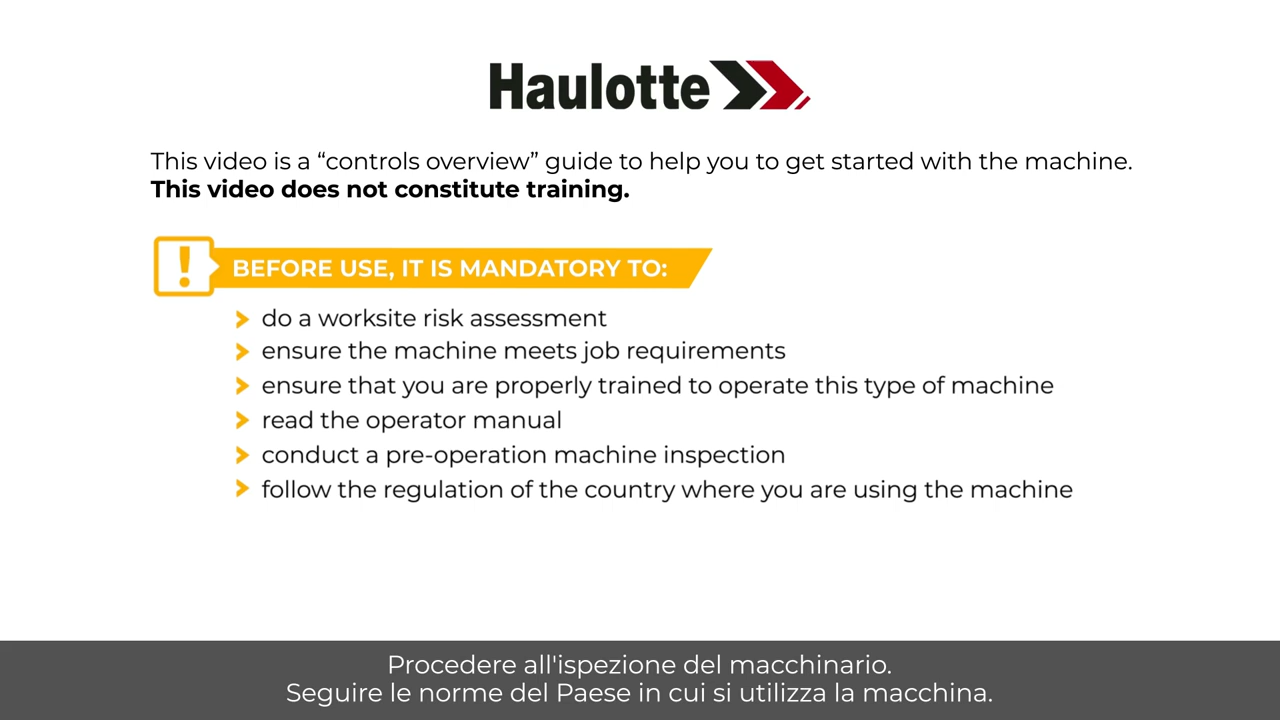 Haulotte
This video is a “controls overview” guide to help you to get started with the machine.
This video does not constitute training.
! BEFORE USE, IT IS MANDATORY TO:
do a worksite risk assessment
ensure the machine meets job requirements
ensure that you are properly trained to operate this type of machine
read the operator manual
conduct a pre-operation machine inspection
follow the regulation of the country where you are using the machine
Procedere all'ispezione del macchinario.
Seguire le norme del Paese in cui si utilizza la macchina.